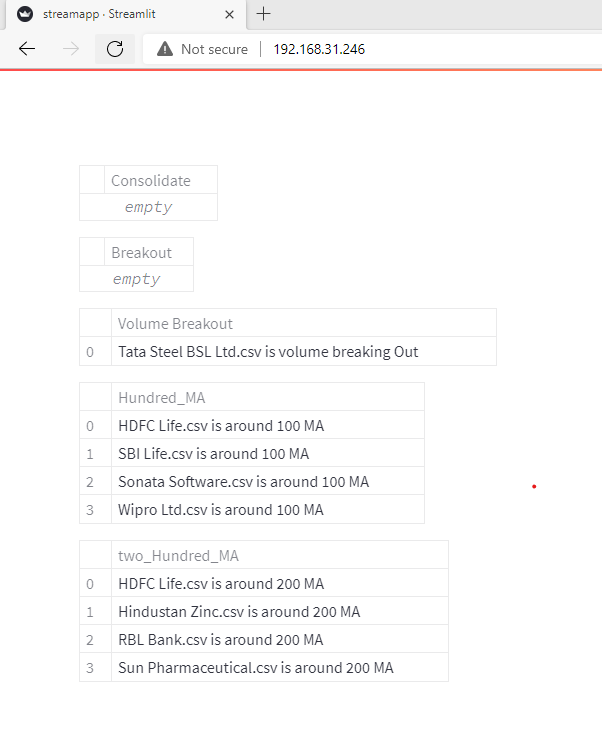 streamapp · Streamlit
Not secure
192.168.31.246
Consolidate
empty
Breakout
empty
Volume Breakout
0 Tata Steel BSL Ltd.csv is volume breaking Out
Hundred_MA
0 HDFC Life.csv is around 100 MA
1 SBI Life.csv is around 100 MA
2 Sonata Software.csv is around 100 MA
3 Wipro Ltd.csv is around 100 MA
two_Hundred_MA
0 HDFC Life.csv is around 200 MA
1 Hindustan Zinc.csv is around 200 MA
2 RBL Bank.csv is around 200 MA
3 Sun Pharmaceutical.csv is around 200 MA